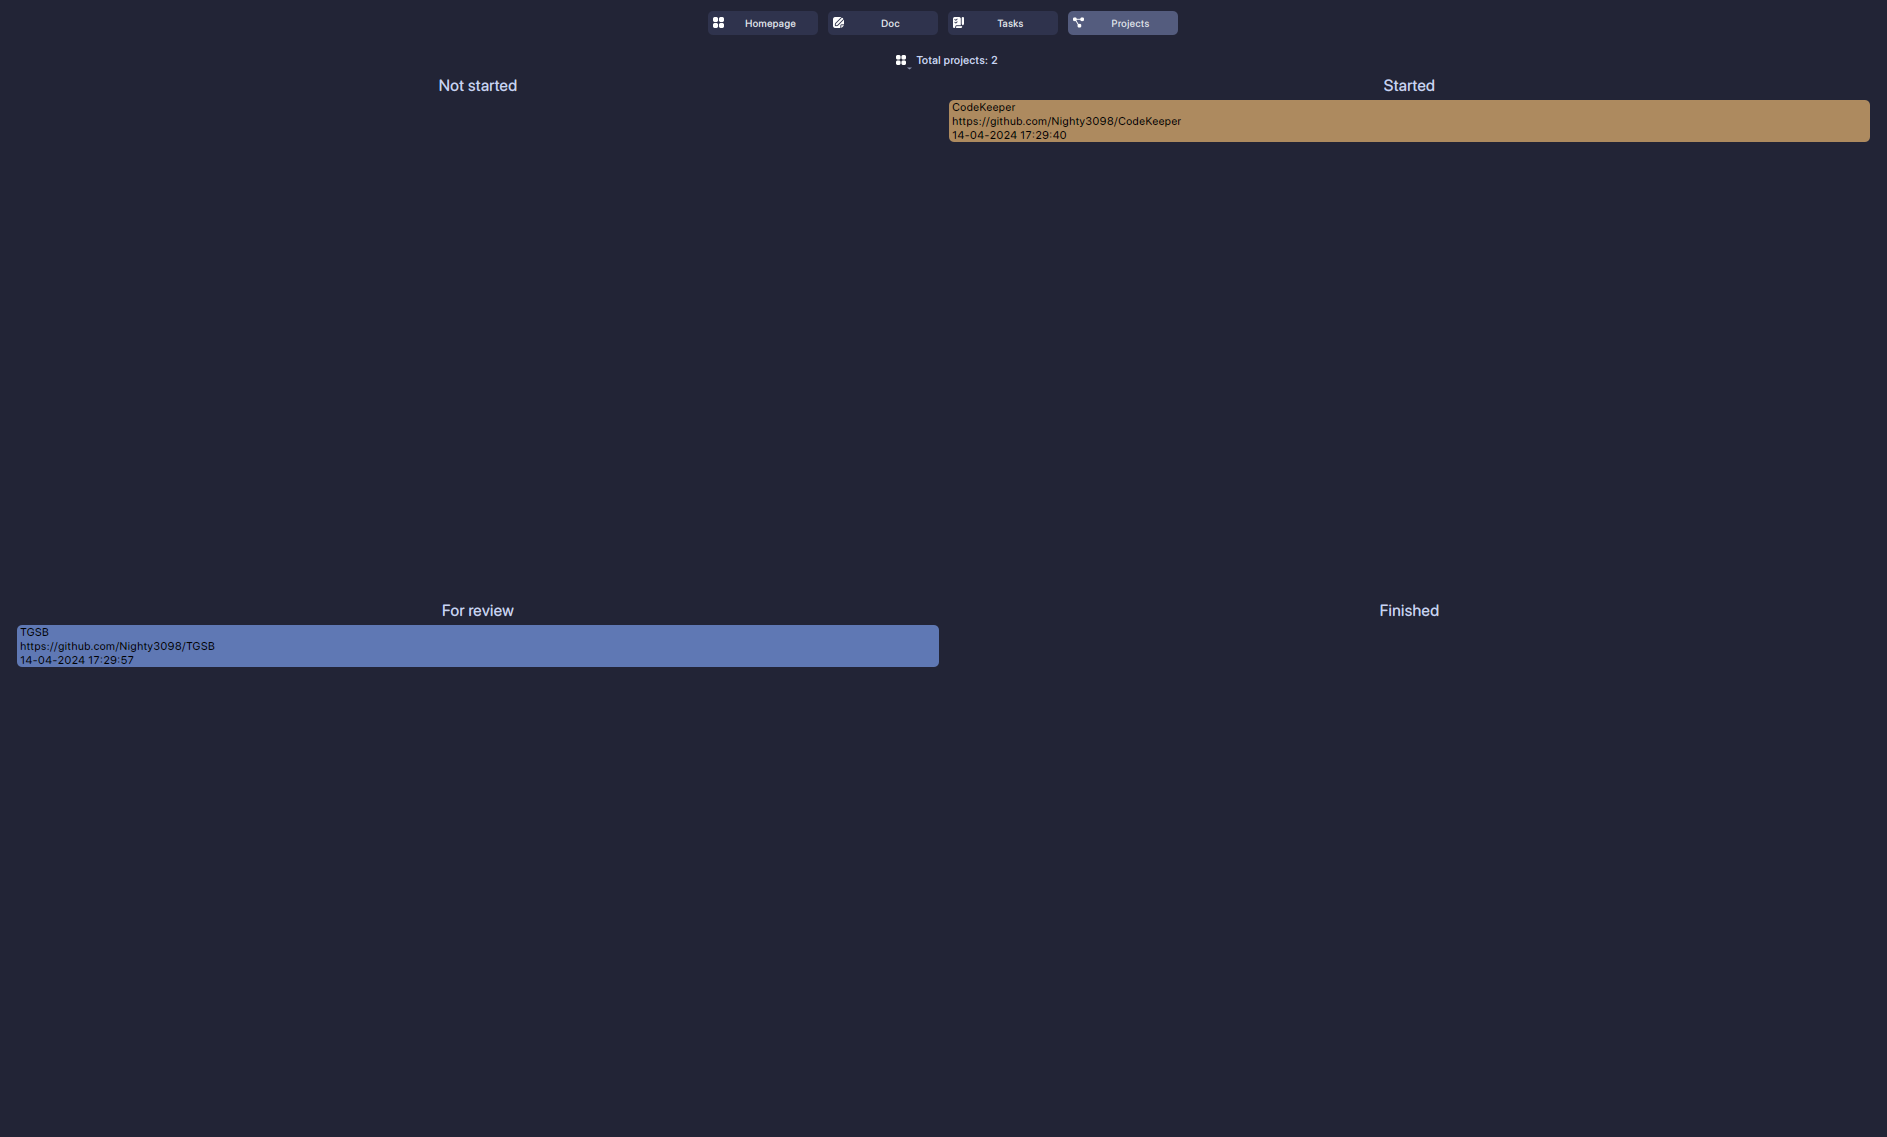 Homepage
Doc
Tasks
Projects
Total projects: 2
Not started
Started
CodeKeeper
https://github.com/Nighty3098/CodeKeeper
14-04-2024 17:29:40
For review
Finished
TGSB
https://github.com/Nighty3098/TGSB
14-04-2024 17:29:57